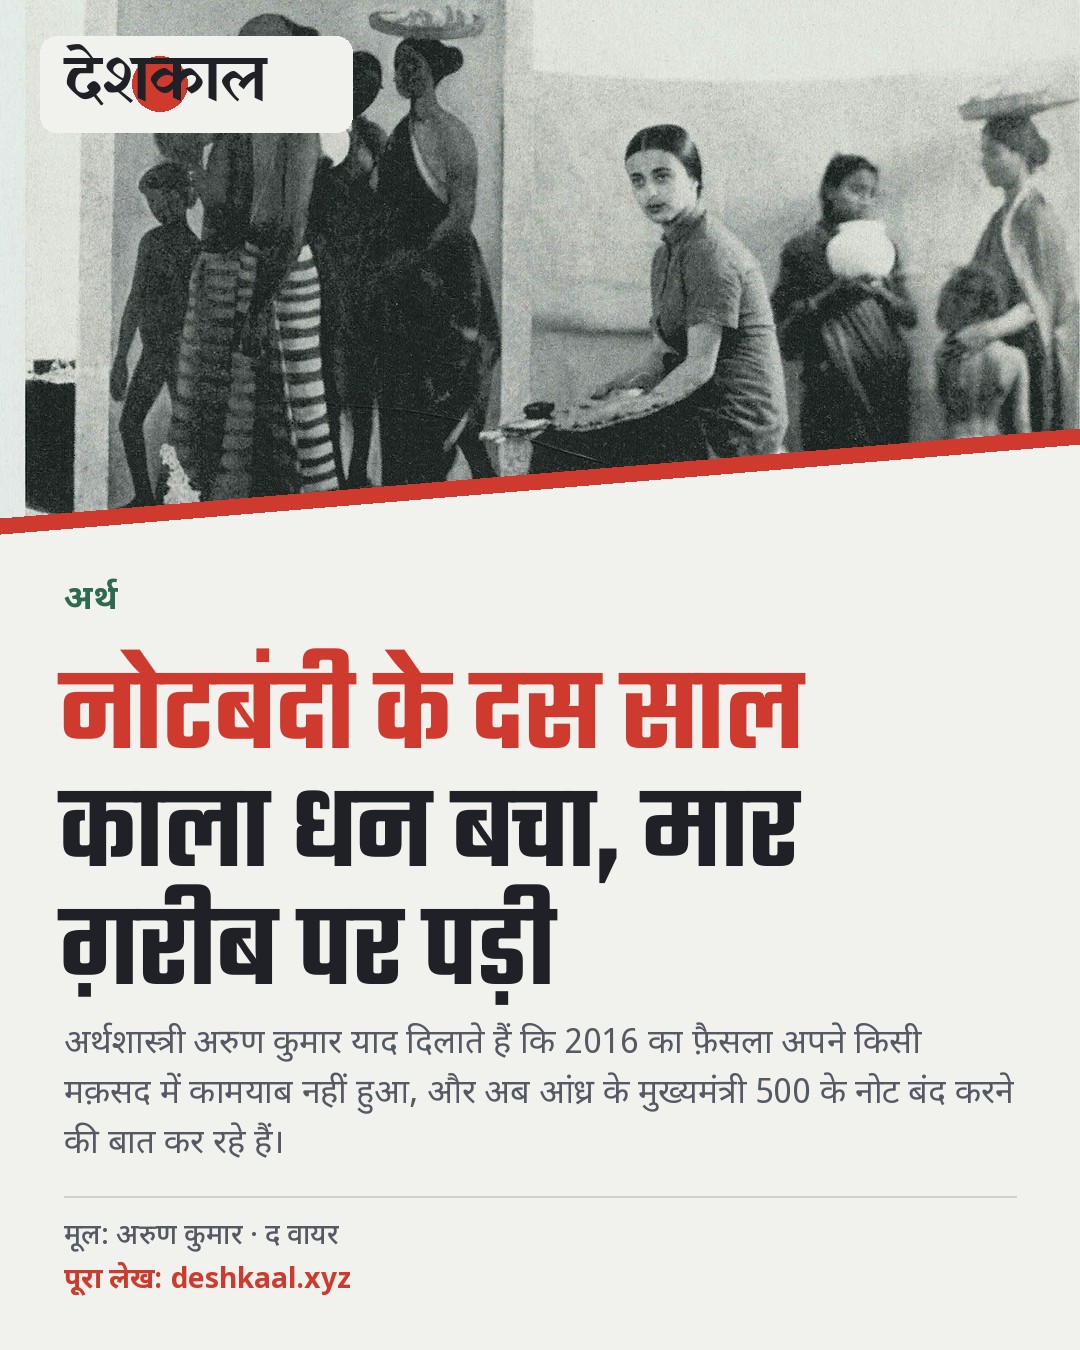 देशकाल
अर्थ
नोटबंदी के दस साल
काला धन बचा, मार
ग़रीब पर पड़ी
अर्थशास्त्री अरुण कुमार याद दिलाते हैं कि 2016 का फ़ैसला अपने किसी
मक़सद में कामयाब नहीं हुआ, और अब आंध्र के मुख्यमंत्री 500 के नोट बंद करने
की बात कर रहे हैं।
मूल: अरुण कुमार · द वायर
पूरा लेख: deshkaal.xyz